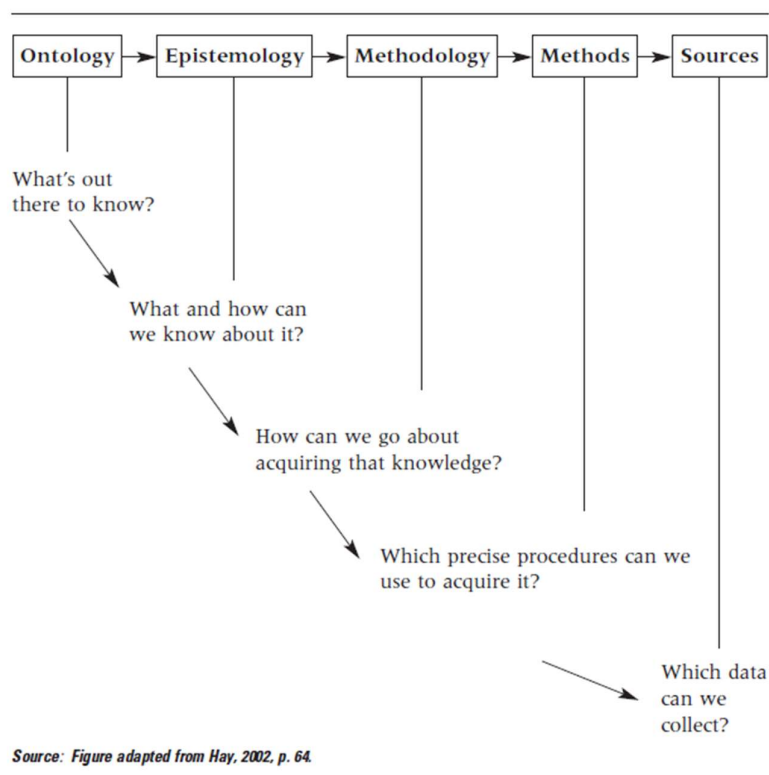 Ontology
Epistemology
Methodology
Methods
Sources
What's out
there to know?
What and how can
we know about it?
How can we go about
acquiring that knowledge?
Which precise procedures can we
use to acquire it?
Which data
can we
collect?
Source: Figure adapted from Hay, 2002, p. 64.